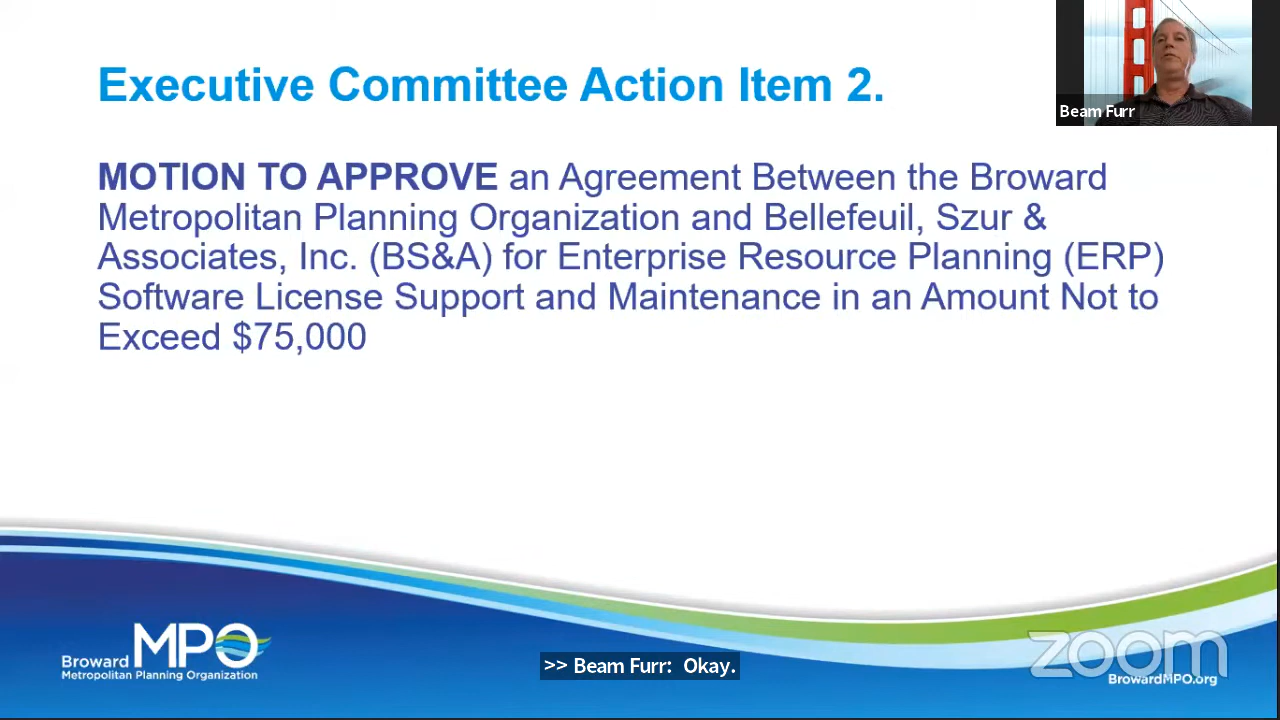 Executive Committee Action Item 2.
Beam Furr
MOTION TO APPROVE an Agreement Between the Broward
Metropolitan Planning Organization and Bellefeuil, Szur &
Associates, Inc. (BS&A) for Enterprise Resource Planning (ERP)
Software License Support and Maintenance in an Amount Not to
Exceed $75,000
Broward MPO
Metropolitan Planning Organization
>> Beam Furr: Okay.
zoom
BrowardMPO.org